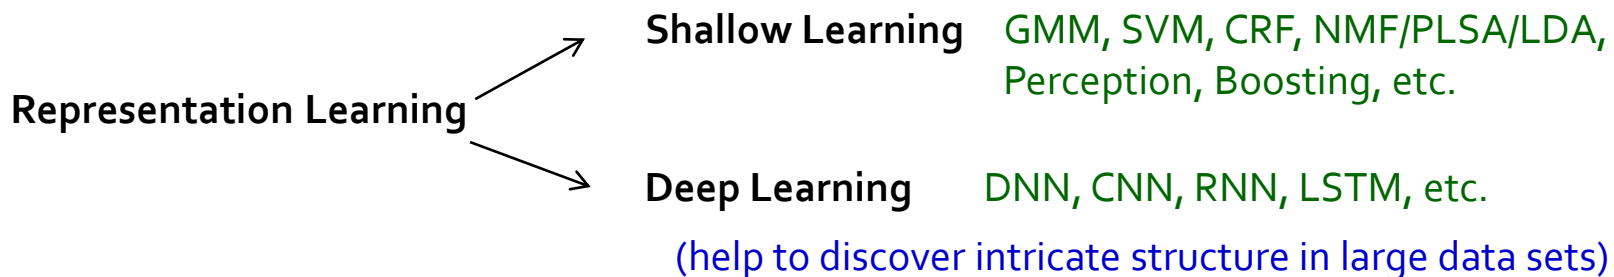 Representation Learning
Shallow Learning GMM, SVM, CRF, NMF/PLSA/LDA,
Perception, Boosting, etc.
Deep Learning DNN, CNN, RNN, LSTM, etc.
(help to discover intricate structure in large data sets)